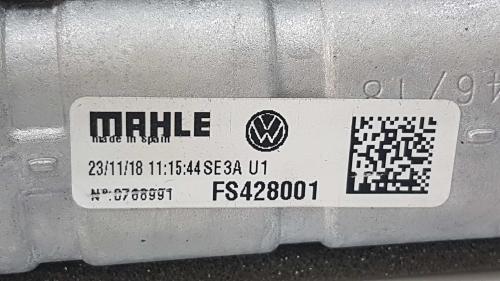 MAHLE
made in Spain
23/11/18 11:15:44 SE3A U1
Nº:0768991 FS428001